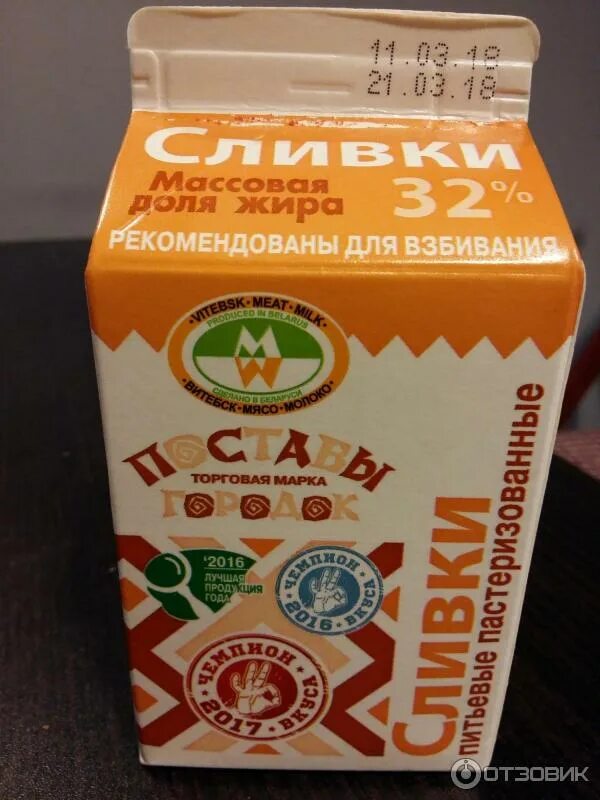 11.03.18
21.03.18
Сливки
Массовая
доля жира
32%
РЕКОМЕНДОВАНЫ ДЛЯ ВЗБИВАНИЯ
·VITEBSK·MEAT·MILK·
PRODUCED IN BELARUS
MW
СДЕЛАНО В БЕЛАРУСИ
·ВИТЕБСК·МЯСО·МОЛОКО·
ПОСТАВЫ
ТОРГОВАЯ МАРКА
ГОРОДОК
'2016
ЛУЧШАЯ
ПРОДУКЦИЯ
ГОДА
ЧЕМПИОН
2016·ВКУСА
ЧЕМПИОН
2017·ВКУСА
Сливки
питьевые пастеризованные
ОТЗОВИК